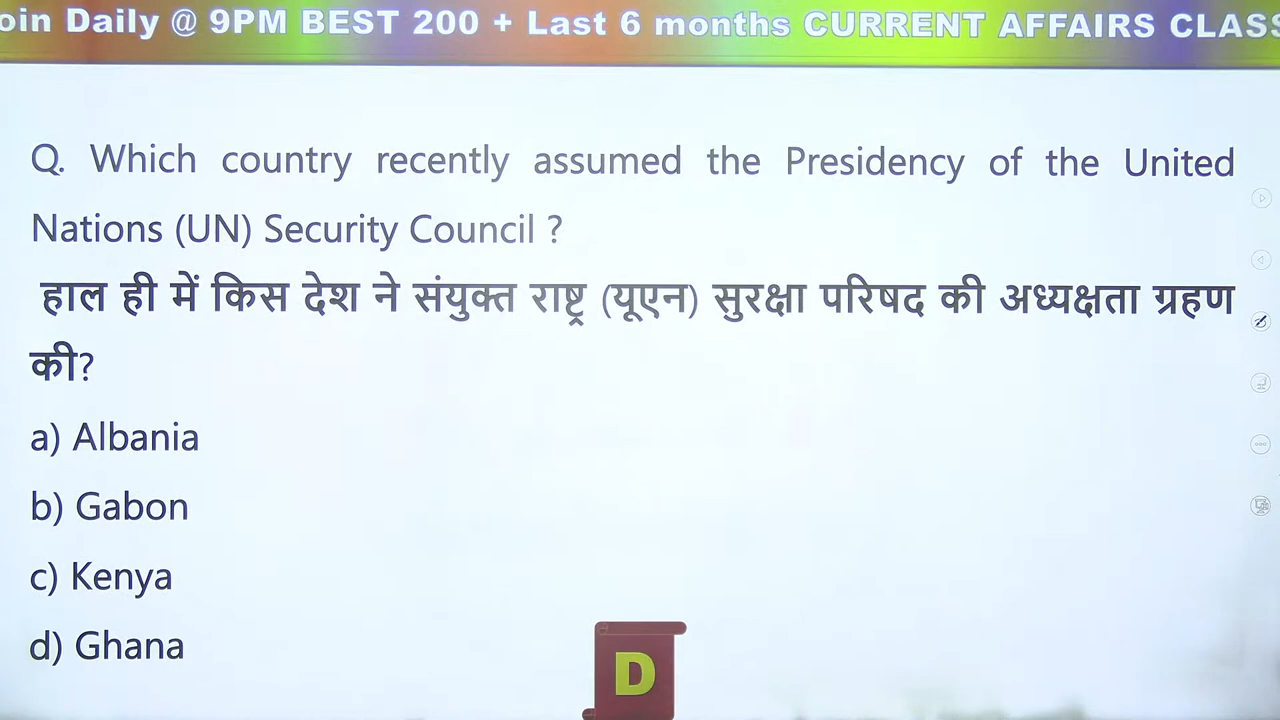 oin Daily @ 9PM BEST 200 + Last 6 months CURRENT AFFAIRS CLASS
Q. Which country recently assumed the Presidency of the United
Nations (UN) Security Council ?
हाल ही में किस देश ने संयुक्त राष्ट्र (यूएन) सुरक्षा परिषद की अध्यक्षता ग्रहण
की?
a) Albania
b) Gabon
c) Kenya
d) Ghana
D